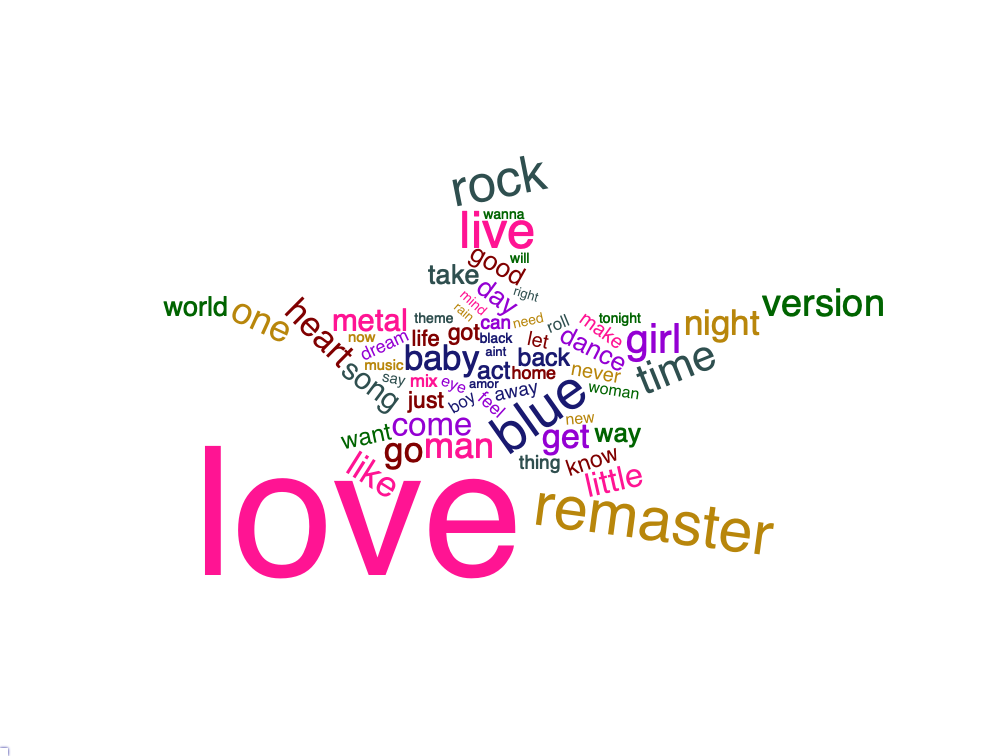 rock
wanna
live
good
will
take
day
right
mind
world
one
heart
metal
theme
rain
can
need
roll
tonight
make
girl
night
version
now
dream
life
got
black
let
dance
time
music
baby
aint
back
song
say
mix
eye
act
amor
home
never
just
boy
feel
away
woman
blue
want
come
go
man
new
get
way
like
thing
know
little
love
remaster